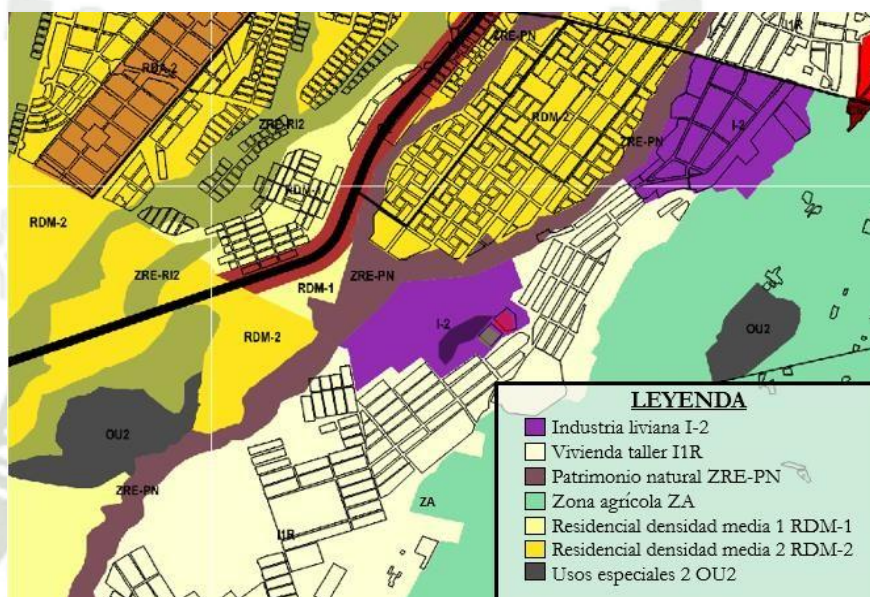 I1R
ZRE-PN
RDA-2
I-2
RDM-2
ZRE-RI2
ZRE-PN
RDM-1
RDM-2
ZRE-RI2
ZRE-PN
RDM-1
I-2
OU2
RDM-2
OU2
ZRE-PN
ZA
I1R
LEYENDA
Industria liviana I-2
Vivienda taller I1R
Patrimonio natural ZRE-PN
Zona agrícola ZA
Residencial densidad media 1 RDM-1
Residencial densidad media 2 RDM-2
Usos especiales 2 OU2